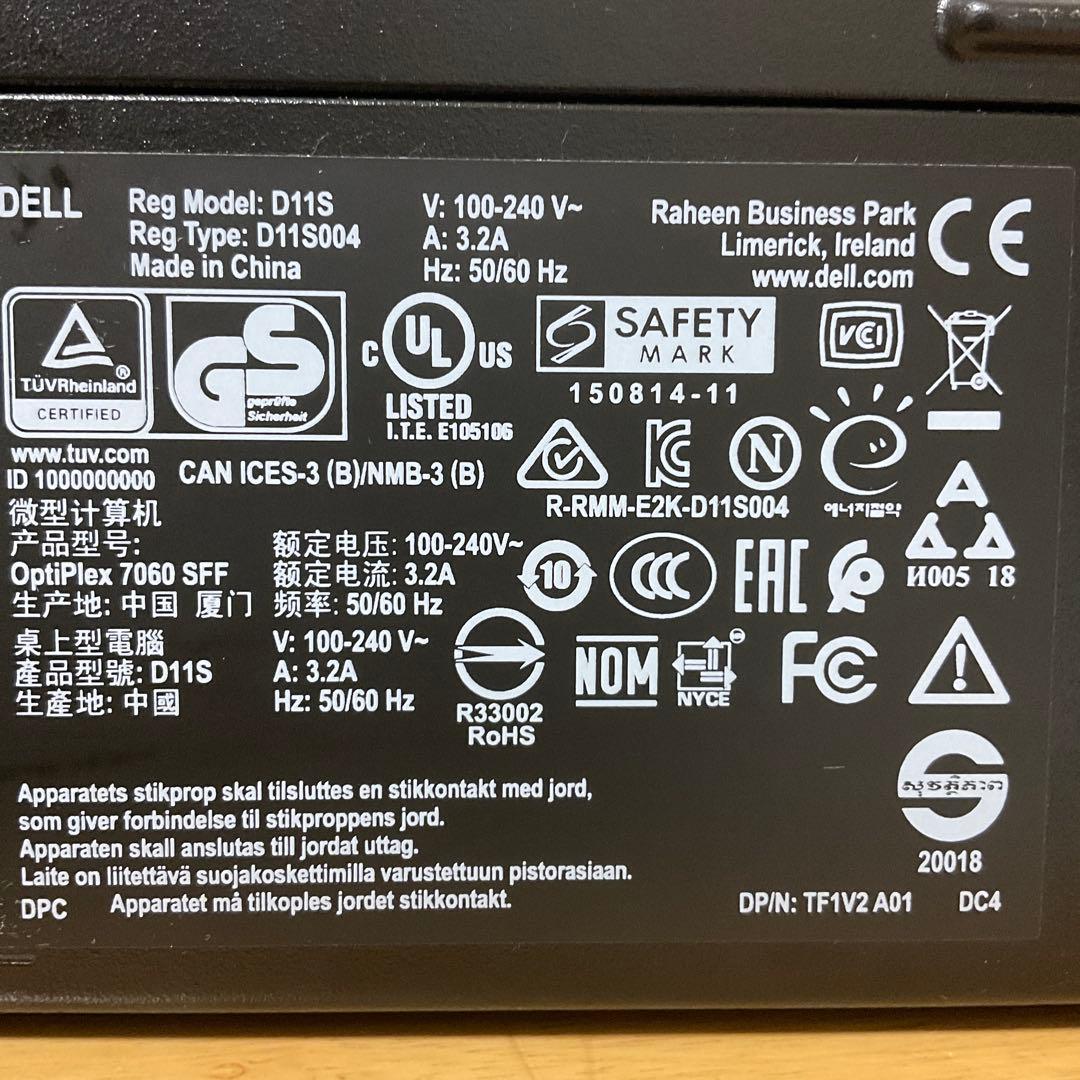 DELL
Reg Model: D11S
Reg Type: D11S004
Made in China
V: 100-240 V~
A: 3.2A
Hz: 50/60 Hz
Raheen Business Park
Limerick, Ireland
www.dell.com
CE
TÜVRheinland®
CERTIFIED
GS
geprüfte
Sicherheit
C UL US
LISTED
I.T.E. E105106
SAFETY
MARK
150814-11
VCI
www.tuv.com
ID 1000000000
CAN ICES-3 (B)/NMB-3 (B)
N
R-RMM-E2K-D11S004
에너지절약
微型计算机
产品型号:
OptiPlex 7060 SFF
生产地: 中国 厦门
额定电压: 100-240V~
额定电流: 3.2A
频率: 50/60 Hz
10
CCC
EAC
И005 18
桌上型電腦
產品型號: D11S
生產地: 中國
V: 100-240 V~
A: 3.2A
Hz: 50/60 Hz
R33002
RoHS
NOM
NYCE
FC
Apparatets stikprop skal tilsluttes en stikkontakt med jord,
som giver forbindelse til stikproppens jord.
Apparaten skall anslutas till jordat uttag.
Laite on liitettävä suojakoskettimilla varustettuun pistorasiaan.
DPC
Apparatet må tilkoples jordet stikkontakt.
20018
DP/N: TF1V2 A01
DC4